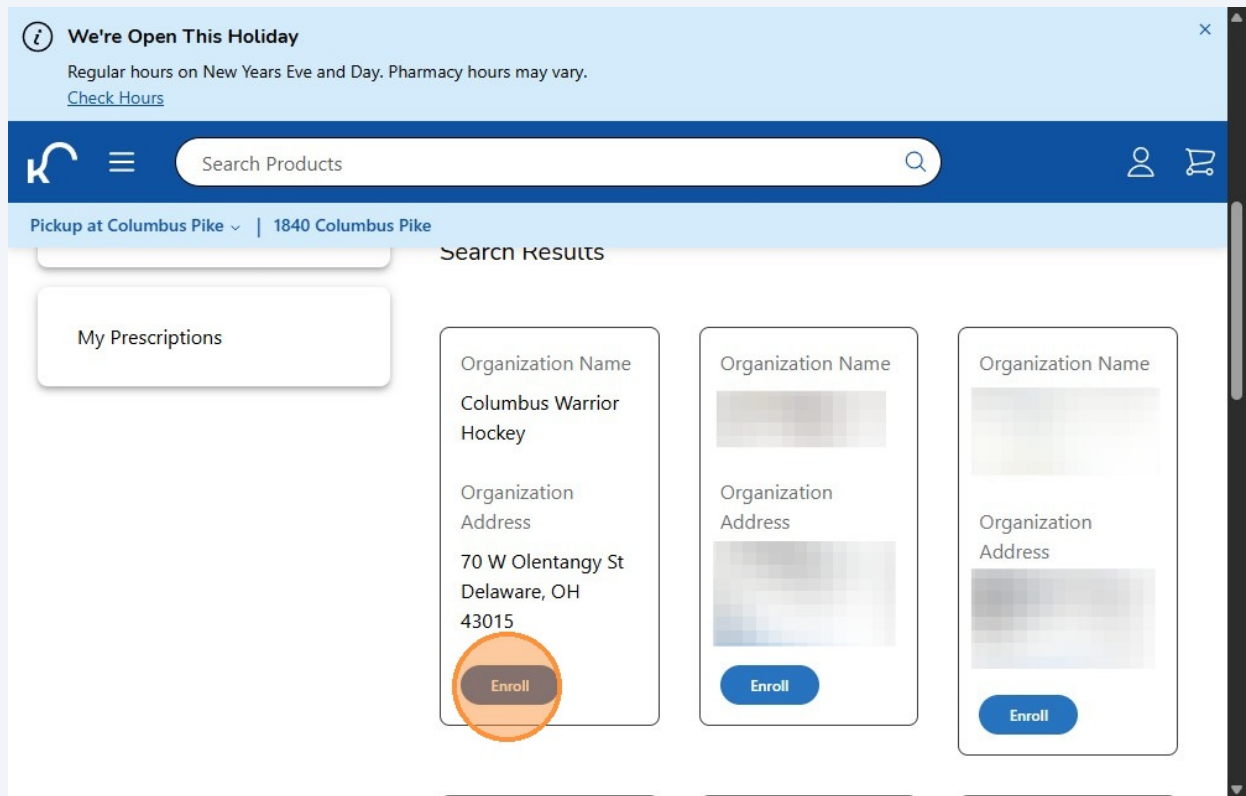 We're Open This Holiday
Regular hours on New Years Eve and Day. Pharmacy hours may vary.
Check Hours
Search Products
Pickup at Columbus Pike | 1840 Columbus Pike
Search Results
My Prescriptions
Organization Name
Columbus Warrior
Hockey
Organization
Address
70 W Olentangy St
Delaware, OH
43015
Enroll
Organization Name
Organization
Address
Enroll
Organization Name
Organization
Address
Enroll